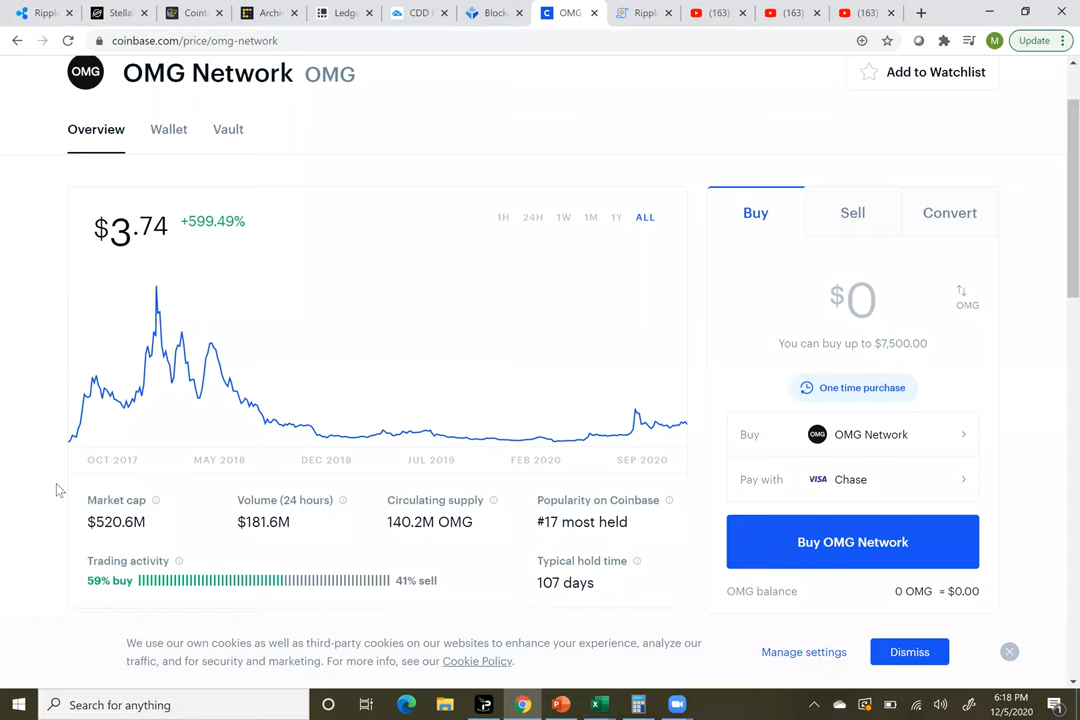 Ripple
Stella
Coint
Archi
Ledge
CDD
Block
OMG
Ripple
(163)
(163)
(163)
coinbase.com/price/omg-network
M
Update
OMG
OMG Network OMG
Add to Watchlist
Overview Wallet Vault
$3.74 +599.49%
1H 24H 1W 1M 1Y ALL
OCT 2017 MAY 2018 DEC 2018 JUL 2019 FEB 2020 SEP 2020
Market cap Volume (24 hours) Circulating supply Popularity on Coinbase
$520.6M $181.6M 140.2M OMG #17 most held
Trading activity Typical hold time
59% buy 41% sell 107 days
Buy Sell Convert
$0
OMG
You can buy up to $7,500.00
One time purchase
Buy OMG OMG Network
Pay with VISA Chase
Buy OMG Network
OMG balance 0 OMG = $0.00
We use our own cookies as well as third-party cookies on our websites to enhance your experience, analyze our
traffic, and for security and marketing. For more info, see our Cookie Policy.
Manage settings Dismiss
Search for anything
6:18 PM
12/5/2020